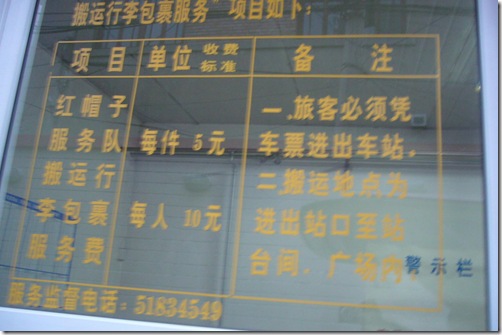 搬运行李包裹服务"项目如下：
项目 单位 收费标准 备注
红帽子
服务队
搬运行
李包裹
服务费
每件 5元
每人 10元
一.旅客必须凭
车票进出车站。
二搬运地点为
进出站口至站
台间、广场内。
警示栏
服务监督电话：51834549